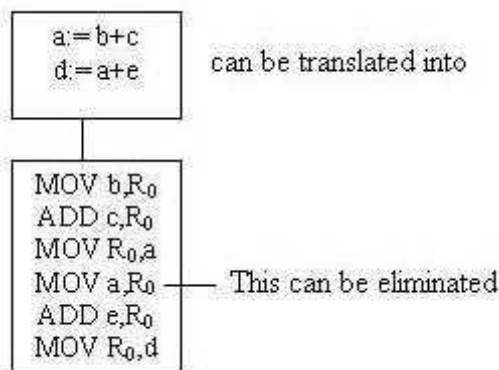 a:= b+c
d:= a+e
can be translated into
MOV b,R₀
ADD c,R₀
MOV R₀,a
MOV a,R₀
This can be eliminated
ADD e,R₀
MOV R₀,d